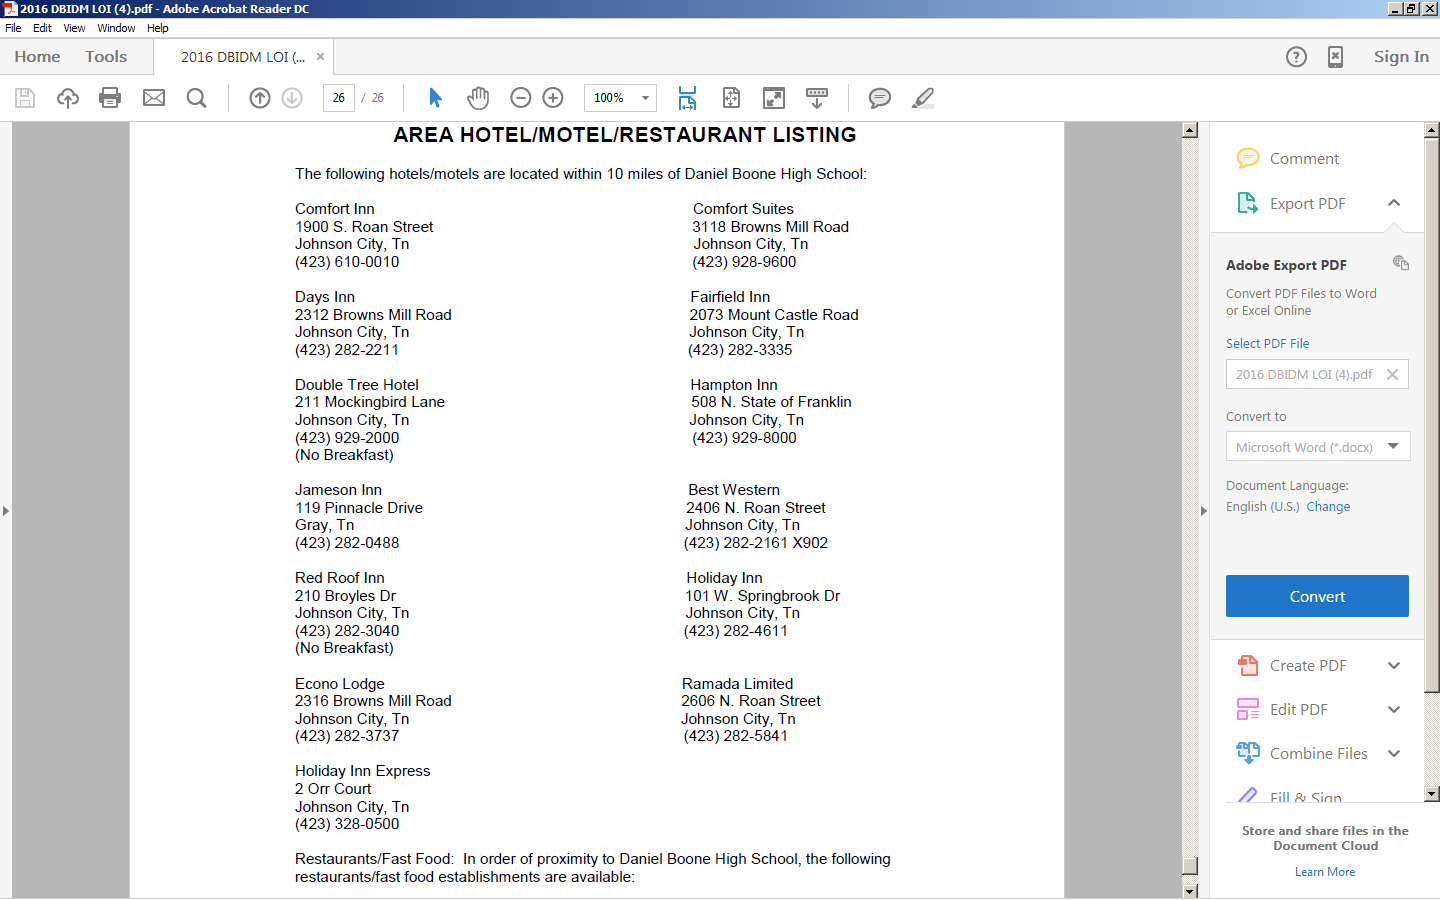 2016 DBIDM LOI (4).pdf - Adobe Acrobat Reader DC
File Edit View Window Help
Home Tools 2016 DBIDM LOI (... × Sign In
26 / 26 100%
AREA HOTEL/MOTEL/RESTAURANT LISTING
The following hotels/motels are located within 10 miles of Daniel Boone High School:
Comfort Inn
1900 S. Roan Street
Johnson City, Tn
(423) 610-0010
Comfort Suites
3118 Browns Mill Road
Johnson City, Tn
(423) 928-9600
Days Inn
2312 Browns Mill Road
Johnson City, Tn
(423) 282-2211
Fairfield Inn
2073 Mount Castle Road
Johnson City, Tn
(423) 282-3335
Double Tree Hotel
211 Mockingbird Lane
Johnson City, Tn
(423) 929-2000
(No Breakfast)
Hampton Inn
508 N. State of Franklin
Johnson City, Tn
(423) 929-8000
Jameson Inn
119 Pinnacle Drive
Gray, Tn
(423) 282-0488
Best Western
2406 N. Roan Street
Johnson City, Tn
(423) 282-2161 X902
Red Roof Inn
210 Broyles Dr
Johnson City, Tn
(423) 282-3040
(No Breakfast)
Holiday Inn
101 W. Springbrook Dr
Johnson City, Tn
(423) 282-4611
Econo Lodge
2316 Browns Mill Road
Johnson City, Tn
(423) 282-3737
Ramada Limited
2606 N. Roan Street
Johnson City, Tn
(423) 282-5841
Holiday Inn Express
2 Orr Court
Johnson City, Tn
(423) 328-0500
Restaurants/Fast Food: In order of proximity to Daniel Boone High School, the following
restaurants/fast food establishments are available:
Comment
Export PDF
Adobe Export PDF
Convert PDF Files to Word
or Excel Online
Select PDF File
2016 DBIDM LOI (4).pdf
Convert to
Microsoft Word (*.docx)
Document Language:
English (U.S.) Change
Convert
Create PDF
Edit PDF
Combine Files
Fill & Sign
Store and share files in the
Document Cloud
Learn More